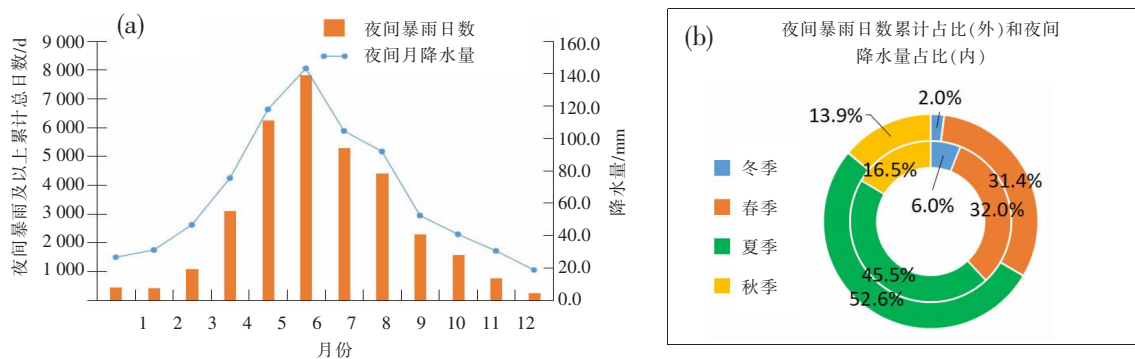 (a)
夜间暴雨及以上累计总日数/d
9 000
8 000
7 000
6 000
5 000
4 000
3 000
2 000
1 000
夜间暴雨日数
夜间月降水量
160.0
140.0
120.0
100.0
80.0
60.0
40.0
20.0
0.0
降水量/mm
1 2 3 4 5 6 7 8 9 10 11 12
月份
(b)
夜间暴雨日数累计占比(外)和夜间
降水量占比(内)
2.0%
13.9%
16.5%
31.4%
6.0%
32.0%
45.5%
52.6%
冬季
春季
夏季
秋季